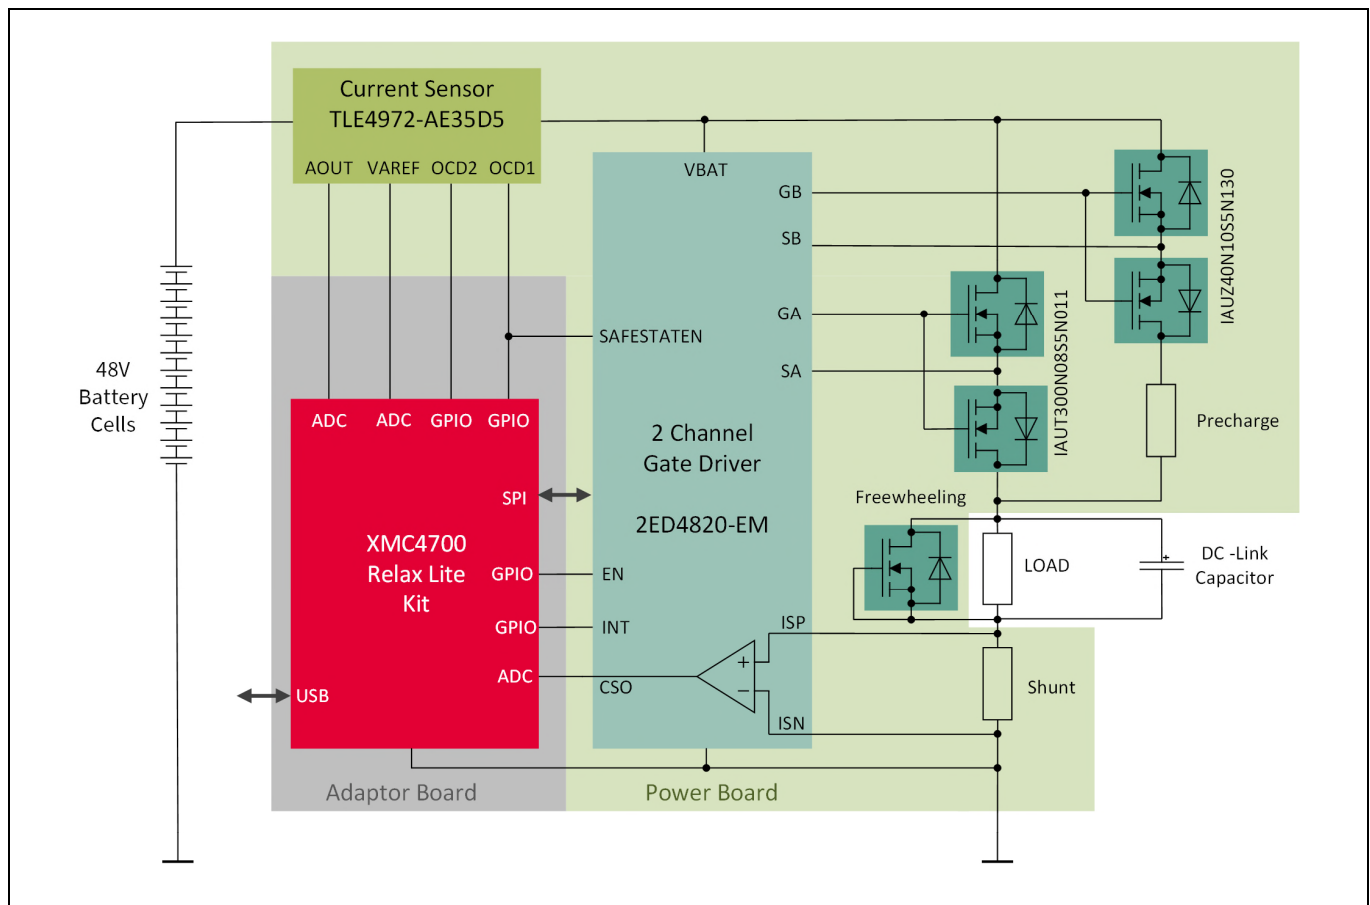 Current Sensor
TLE4972-AE35D5
AOUT VAREF OCD2 OCD1
VBAT
GB
SB
IAUZ40N10S5N130
SAFESTATEN
GA
SA
IAUT300N08S5N011
48V
Battery
Cells
ADC ADC GPIO GPIO
2 Channel
Gate Driver
2ED4820-EM
Precharge
SPI
Freewheeling
XMC4700
Relax Lite
Kit
GPIO
EN
LOAD
DC -Link
Capacitor
GPIO
INT
ISP
+
ADC
CSO
−
ISN
Shunt
USB
Adaptor Board
Power Board
+